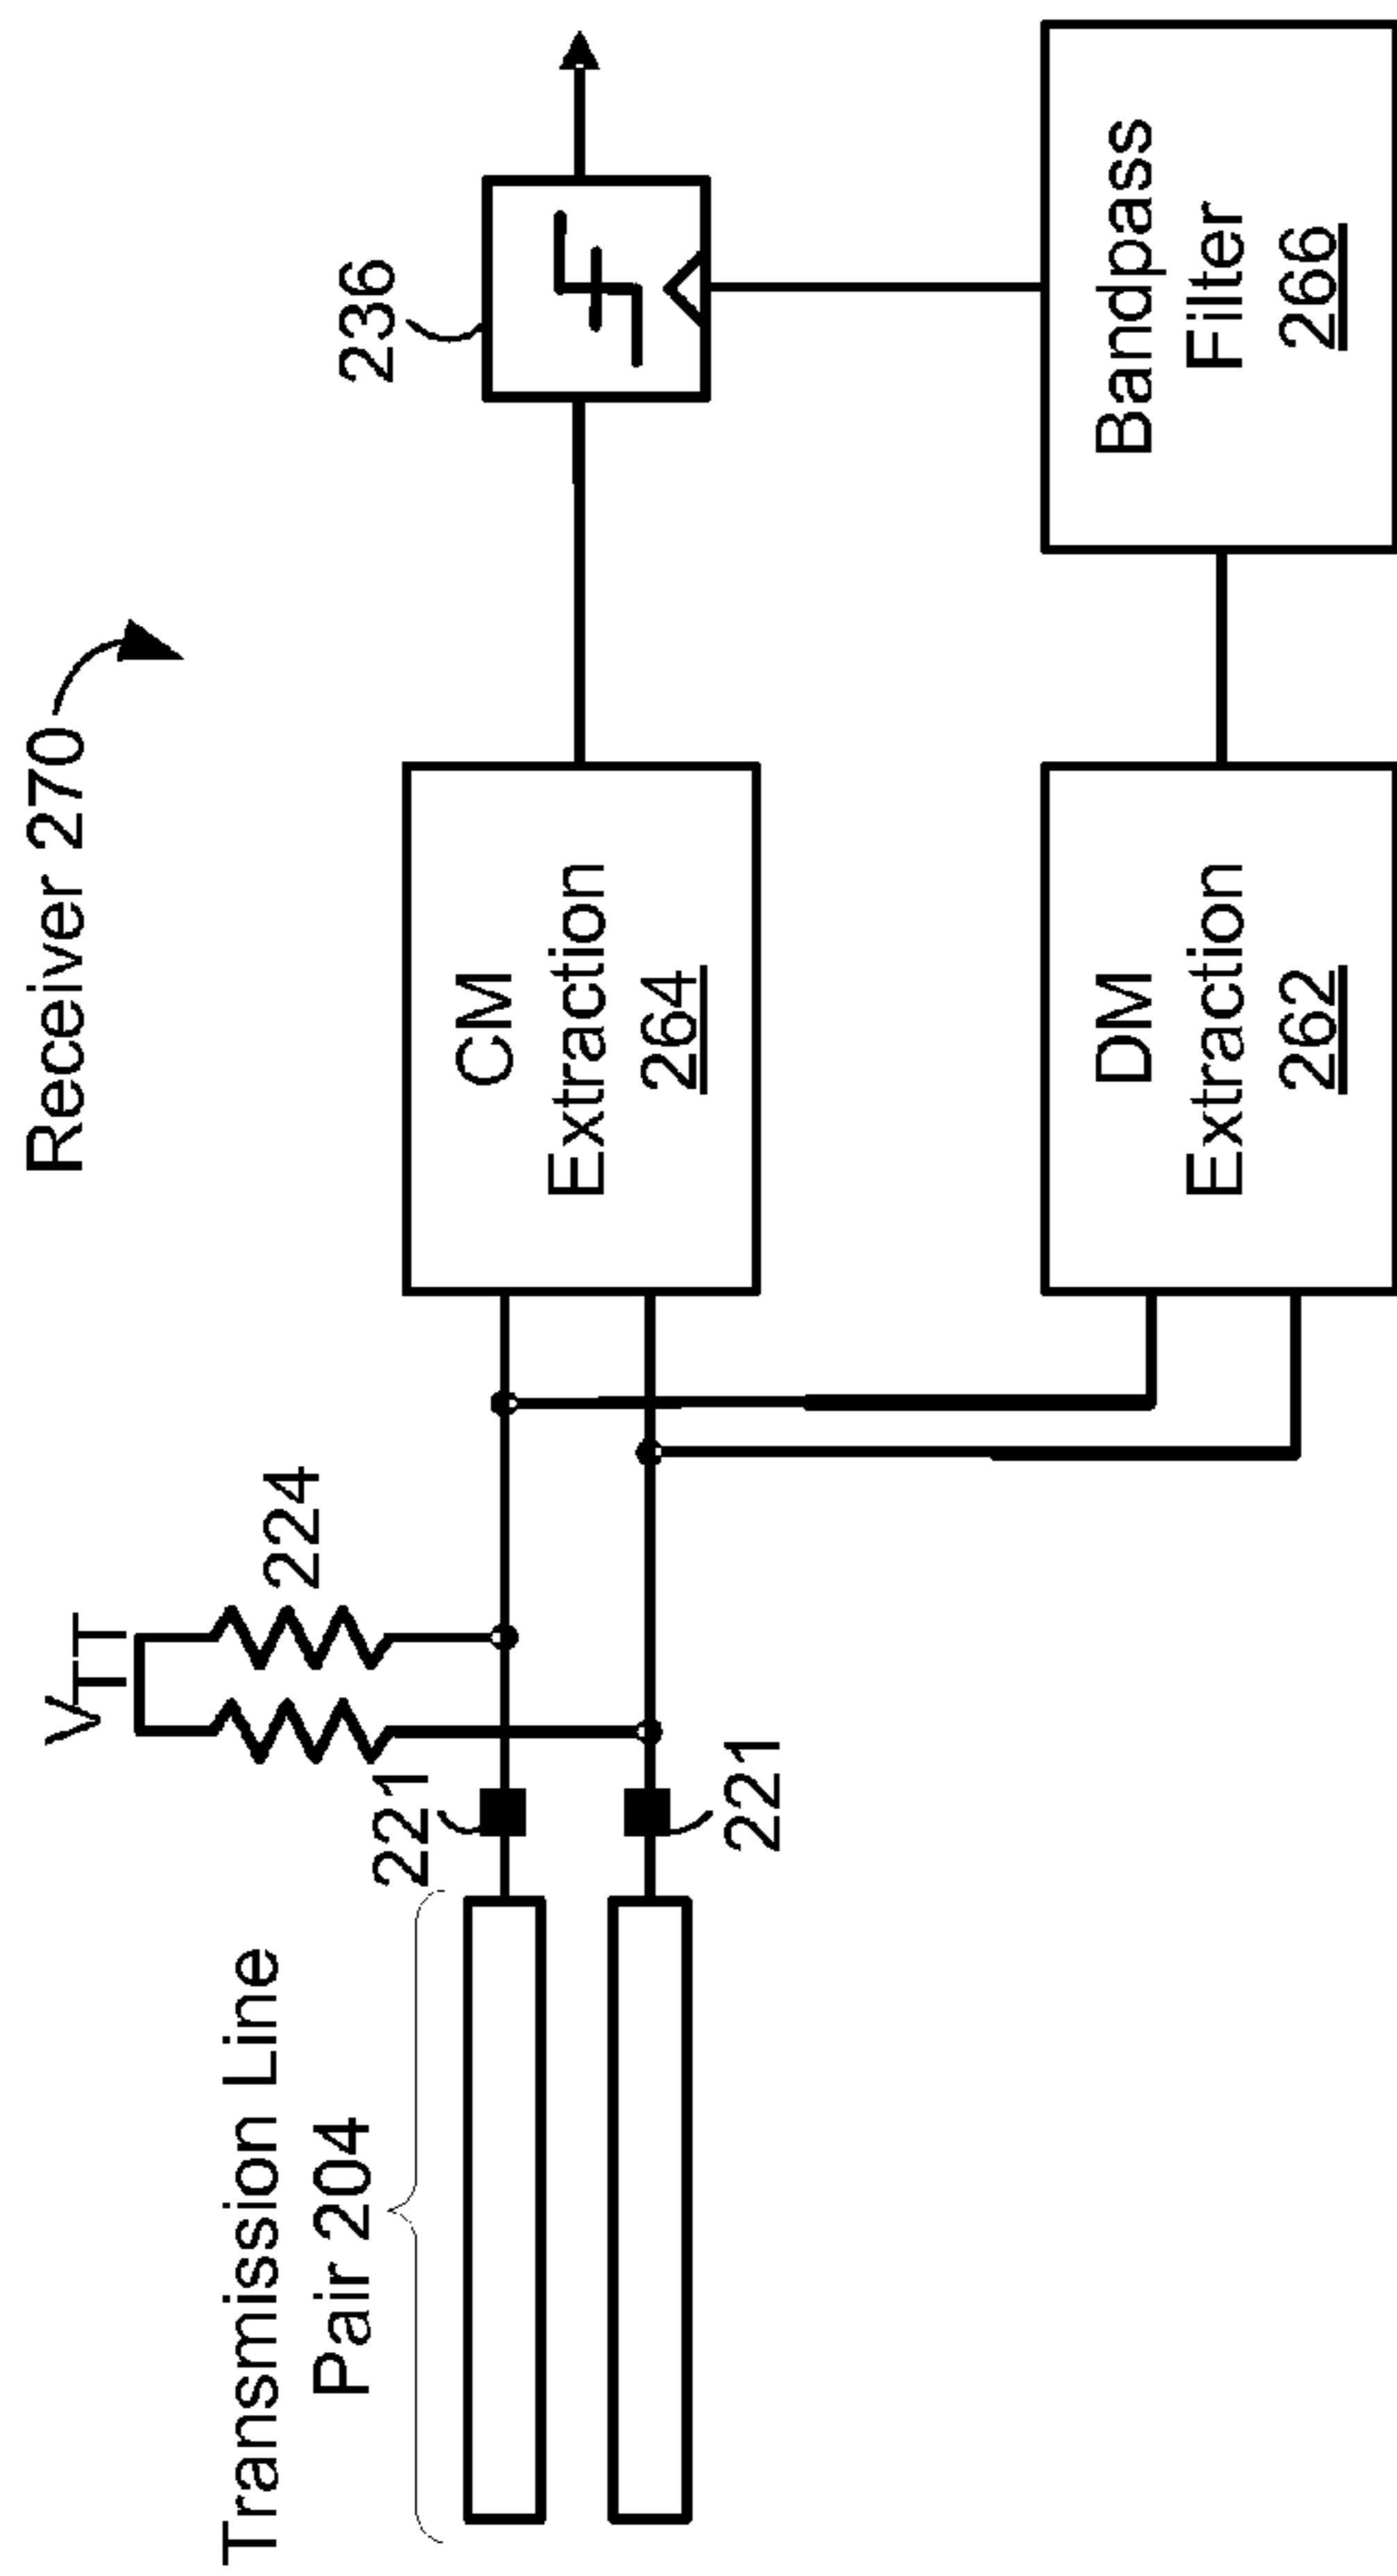 Receiver 270
Transmission Line
Pair 204
V_TT
224
221
221
CM
Extraction
264
236
DM
Extraction
262
Bandpass
Filter
266